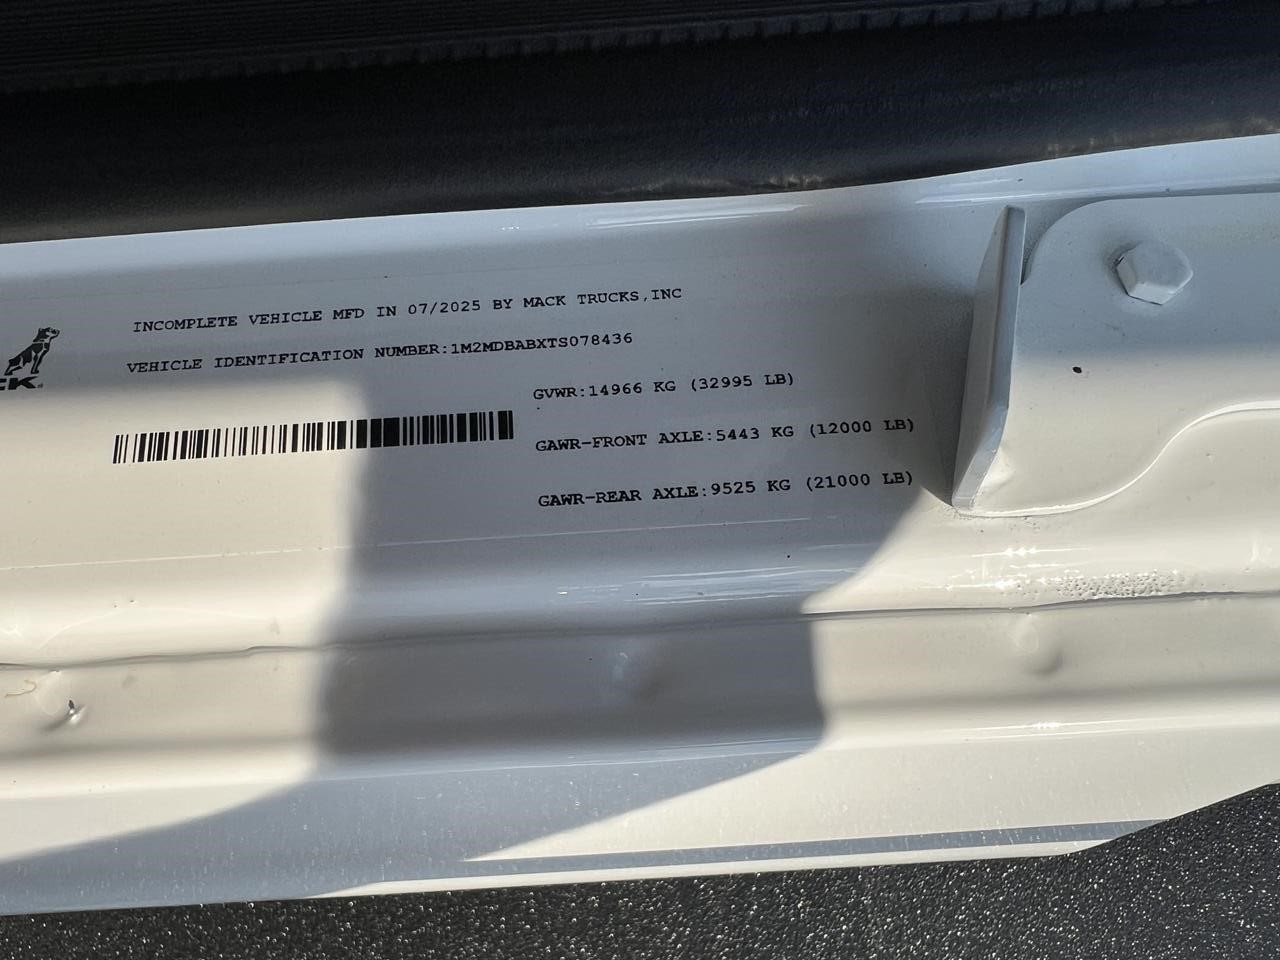 INCOMPLETE VEHICLE MFD IN 07/2025 BY MACK TRUCKS,INC
VEHICLE IDENTIFICATION NUMBER:1M2MDBABXTS078436
CK
GVWR:14966 KG (32995 LB)
GAWR-FRONT AXLE:5443 KG (12000 LB)
GAWR-REAR AXLE:9525 KG (21000 LB)